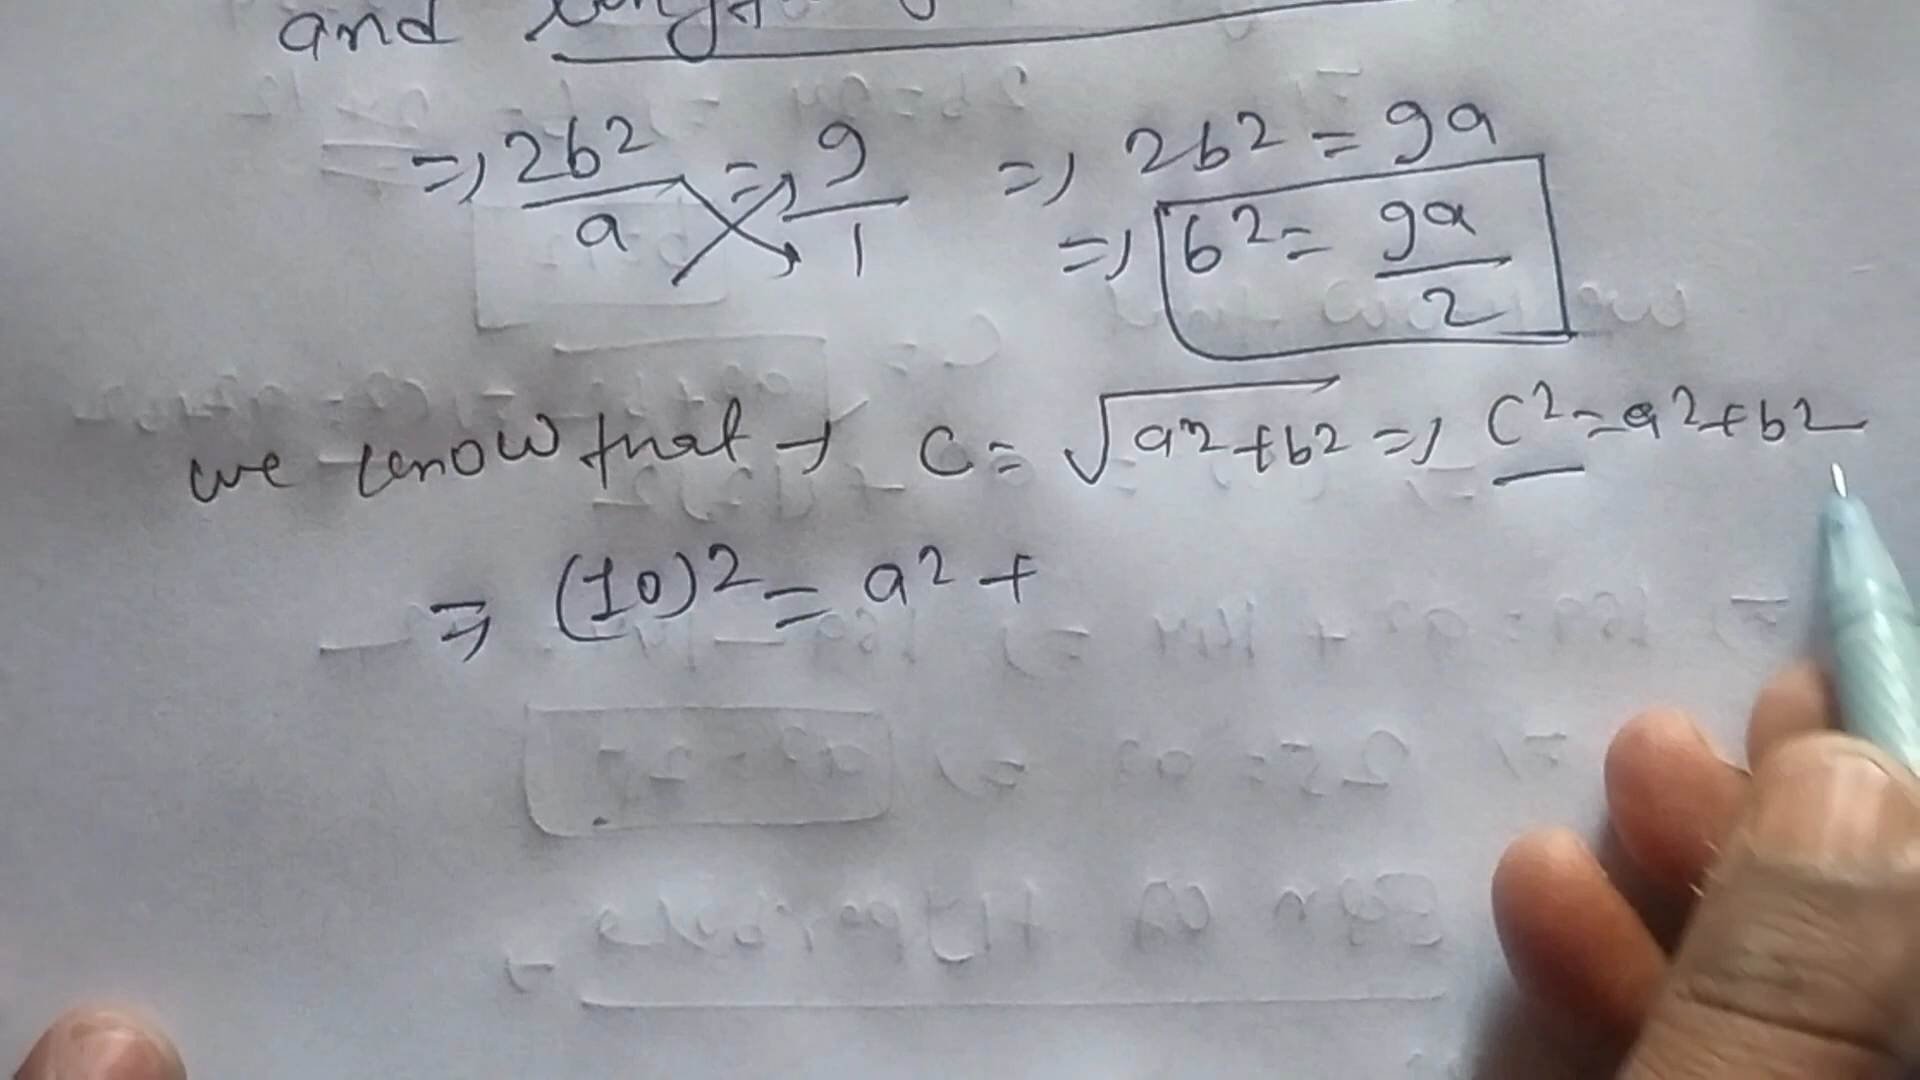 and
=> 2b² / a = 9 / 1 => 2b² = 9a
=> b² = 9a / 2
we know that → c = √a²+b² => c² = a²+b²
=> (10)² = a² +